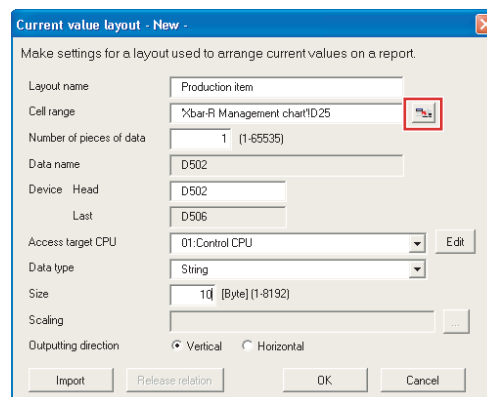 Current value layout - New -
Make settings for a layout used to arrange current values on a report.
Layout name Production item
Cell range 'Xbar-R Management chart'!D25
Number of pieces of data 1 (1-65535)
Data name D502
Device Head D502
Last D506
Access target CPU 01:Control CPU Edit
Data type String
Size 10 [Byte] (1-8192)
Scaling ...
Outputting direction Vertical Horizontal
Import Release relation OK Cancel